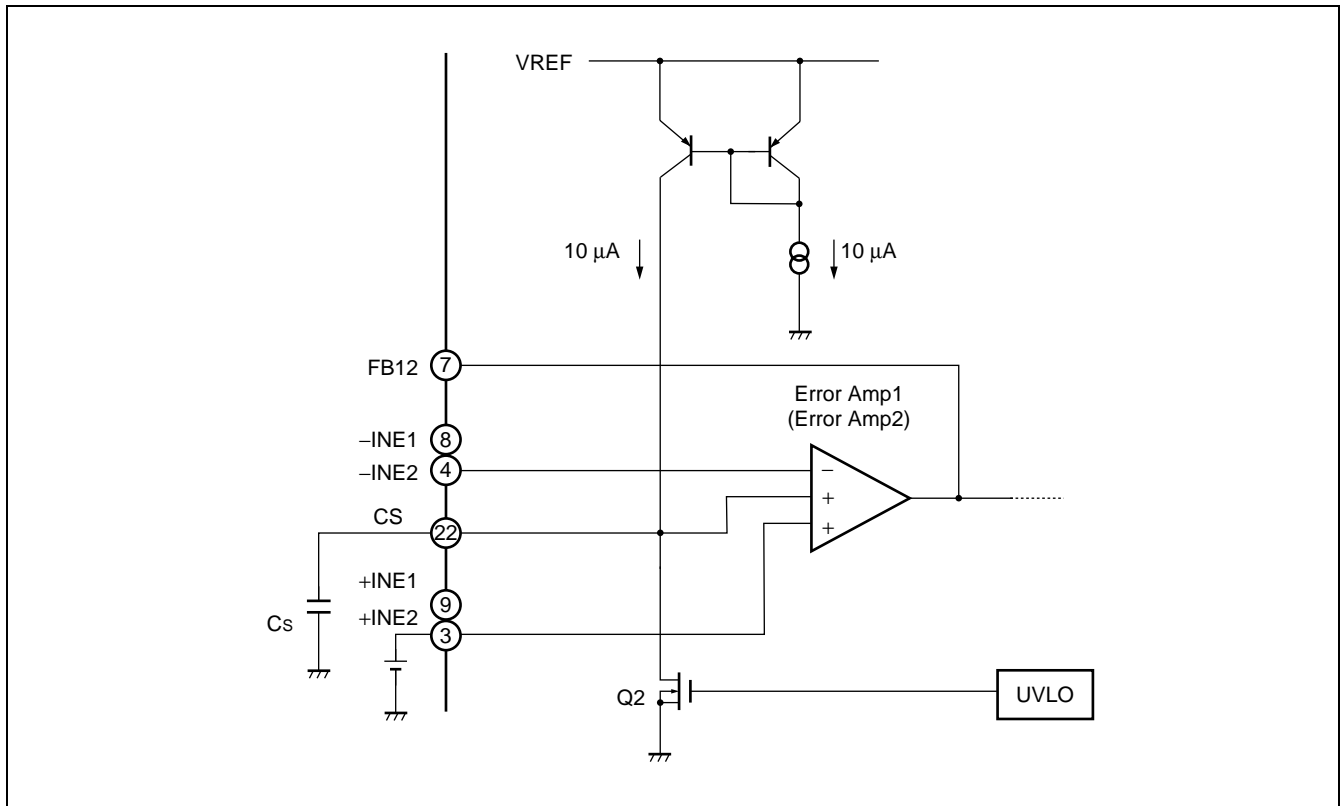 VREF
10 μA
10 μA
FB12
7
Error Amp1
(Error Amp2)
−INE1
8
−INE2
4
−
CS
22
+
+
+INE1
9
+INE2
3
Cs
Q2
UVLO